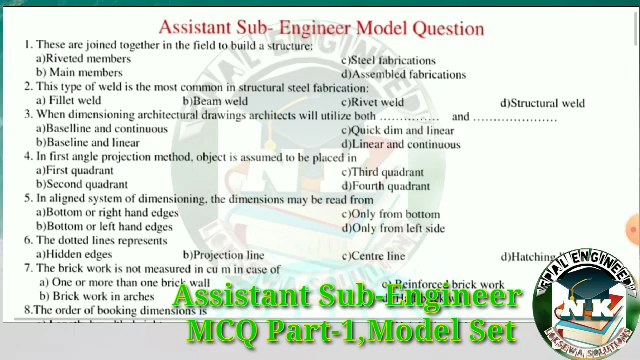 Assistant Sub- Engineer Model Question
1. These are joined together in the field to build a structure:
a)Riveted members c)Steel fabrications
b) Main members d)Assembled fabrications
2. This type of weld is the most common in structural steel fabrication:
a) Fillet weld b)Beam weld c)Rivet weld d)Structural weld
3. When dimensioning architectural drawings architects will utilize both …………… and …………………
a)Baselline and continuous c)Quick dim and linear
b)Baseline and linear d)Linear and continuous
4. In first angle projection method, object is assumed to be placed in
a)First quadrant c)Third quadrant
b)Second quadrant d)Fourth quadrant
5. In aligned system of dimensioning, the dimensions may be read from
a)Bottom or right hand edges c)Only from bottom
b)Bottom or left hand edges d)Only from left side
6. The dotted lines represents
a)Hidden edges b)Projection line c)Centre line d)Hatching
7. The brick work is not measured in cu m in case of
a) One or more than one brick wall c) Reinforced brick work
b) Brick work in arches
8.The order of booking dimensions is
Assistant Sub-Engineer
MCQ Part-1,Model Set
NEPAL ENGINEER
NK
LOKSEWA SOLUTIONS